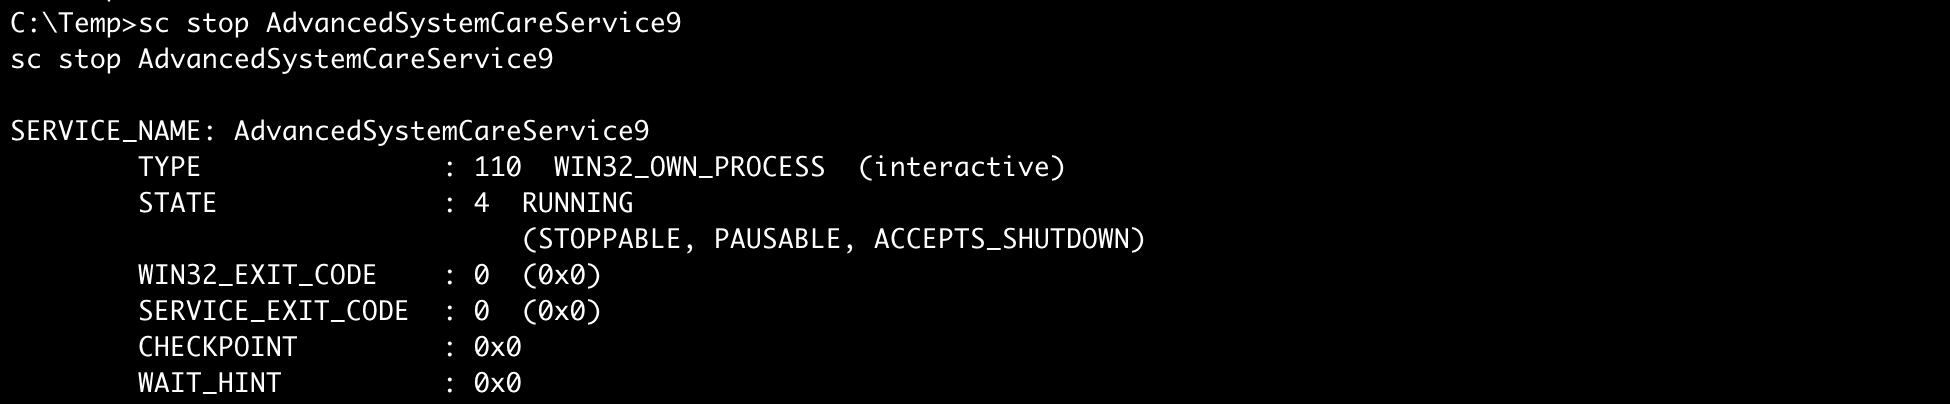 C:\Temp>sc stop AdvancedSystemCareService9
sc stop AdvancedSystemCareService9

SERVICE_NAME: AdvancedSystemCareService9
        TYPE               : 110  WIN32_OWN_PROCESS  (interactive)
        STATE              : 4  RUNNING
                                (STOPPABLE, PAUSABLE, ACCEPTS_SHUTDOWN)
        WIN32_EXIT_CODE    : 0  (0x0)
        SERVICE_EXIT_CODE  : 0  (0x0)
        CHECKPOINT         : 0x0
        WAIT_HINT          : 0x0